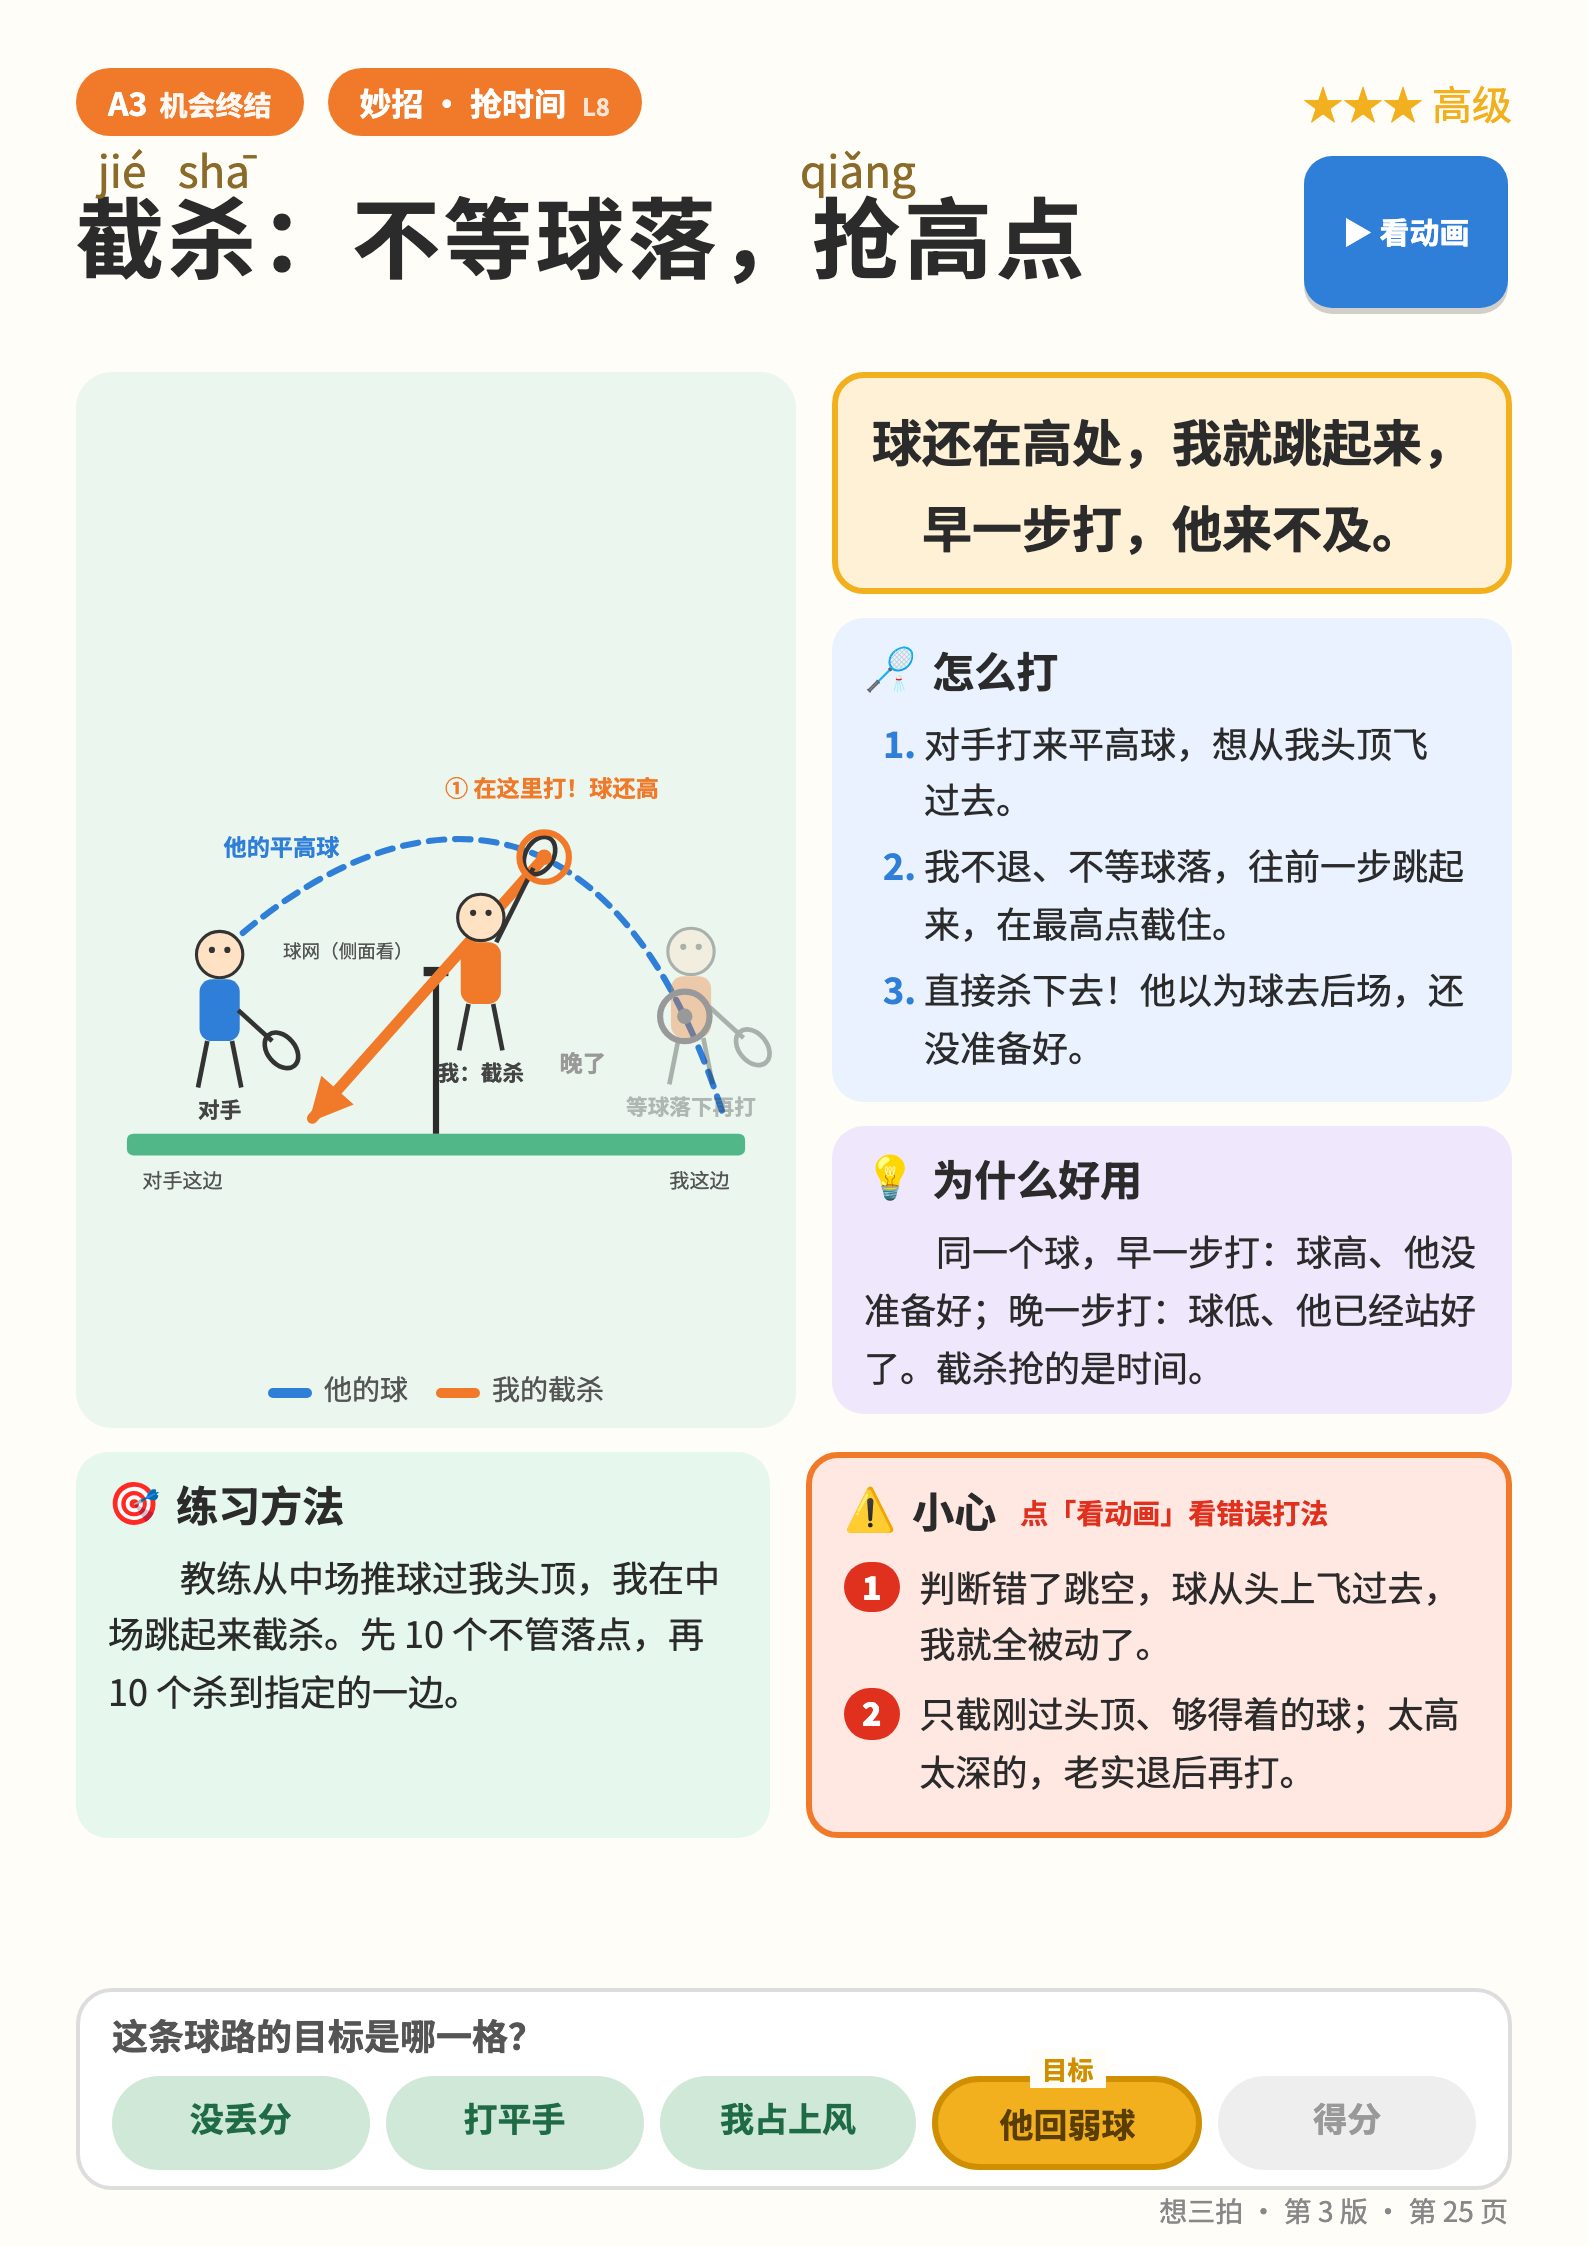 A3 机会终结
妙招 · 抢时间 L8
★★★ 高级
jié shā qiǎng
截杀：不等球落，抢高点
▶ 看动画
① 在这里打！球还高
他的平高球
球网（侧面看）
我：截杀
晚了
对手
等球落下再打
对手这边
我这边
他的球 我的截杀
球还在高处，我就跳起来，
早一步打，他来不及。
怎么打
1. 对手打来平高球，想从我头顶飞
过去。
2. 我不退、不等球落，往前一步跳起
来，在最高点截住。
3. 直接杀下去！他以为球去后场，还
没准备好。
为什么好用
同一个球，早一步打：球高、他没
准备好；晚一步打：球低、他已经站好
了。截杀抢的是时间。
练习方法
教练从中场推球过我头顶，我在中
场跳起来截杀。先 10 个不管落点，再
10 个杀到指定的一边。
小心 点「看动画」看错误打法
1 判断错了跳空，球从头上飞过去，
我就全被动了。
2 只截刚过头顶、够得着的球；太高
太深的，老实退后再打。
这条球路的目标是哪一格？
目标
没丢分 打平手 我占上风 他回弱球 得分
想三拍 · 第 3 版 · 第 25 页